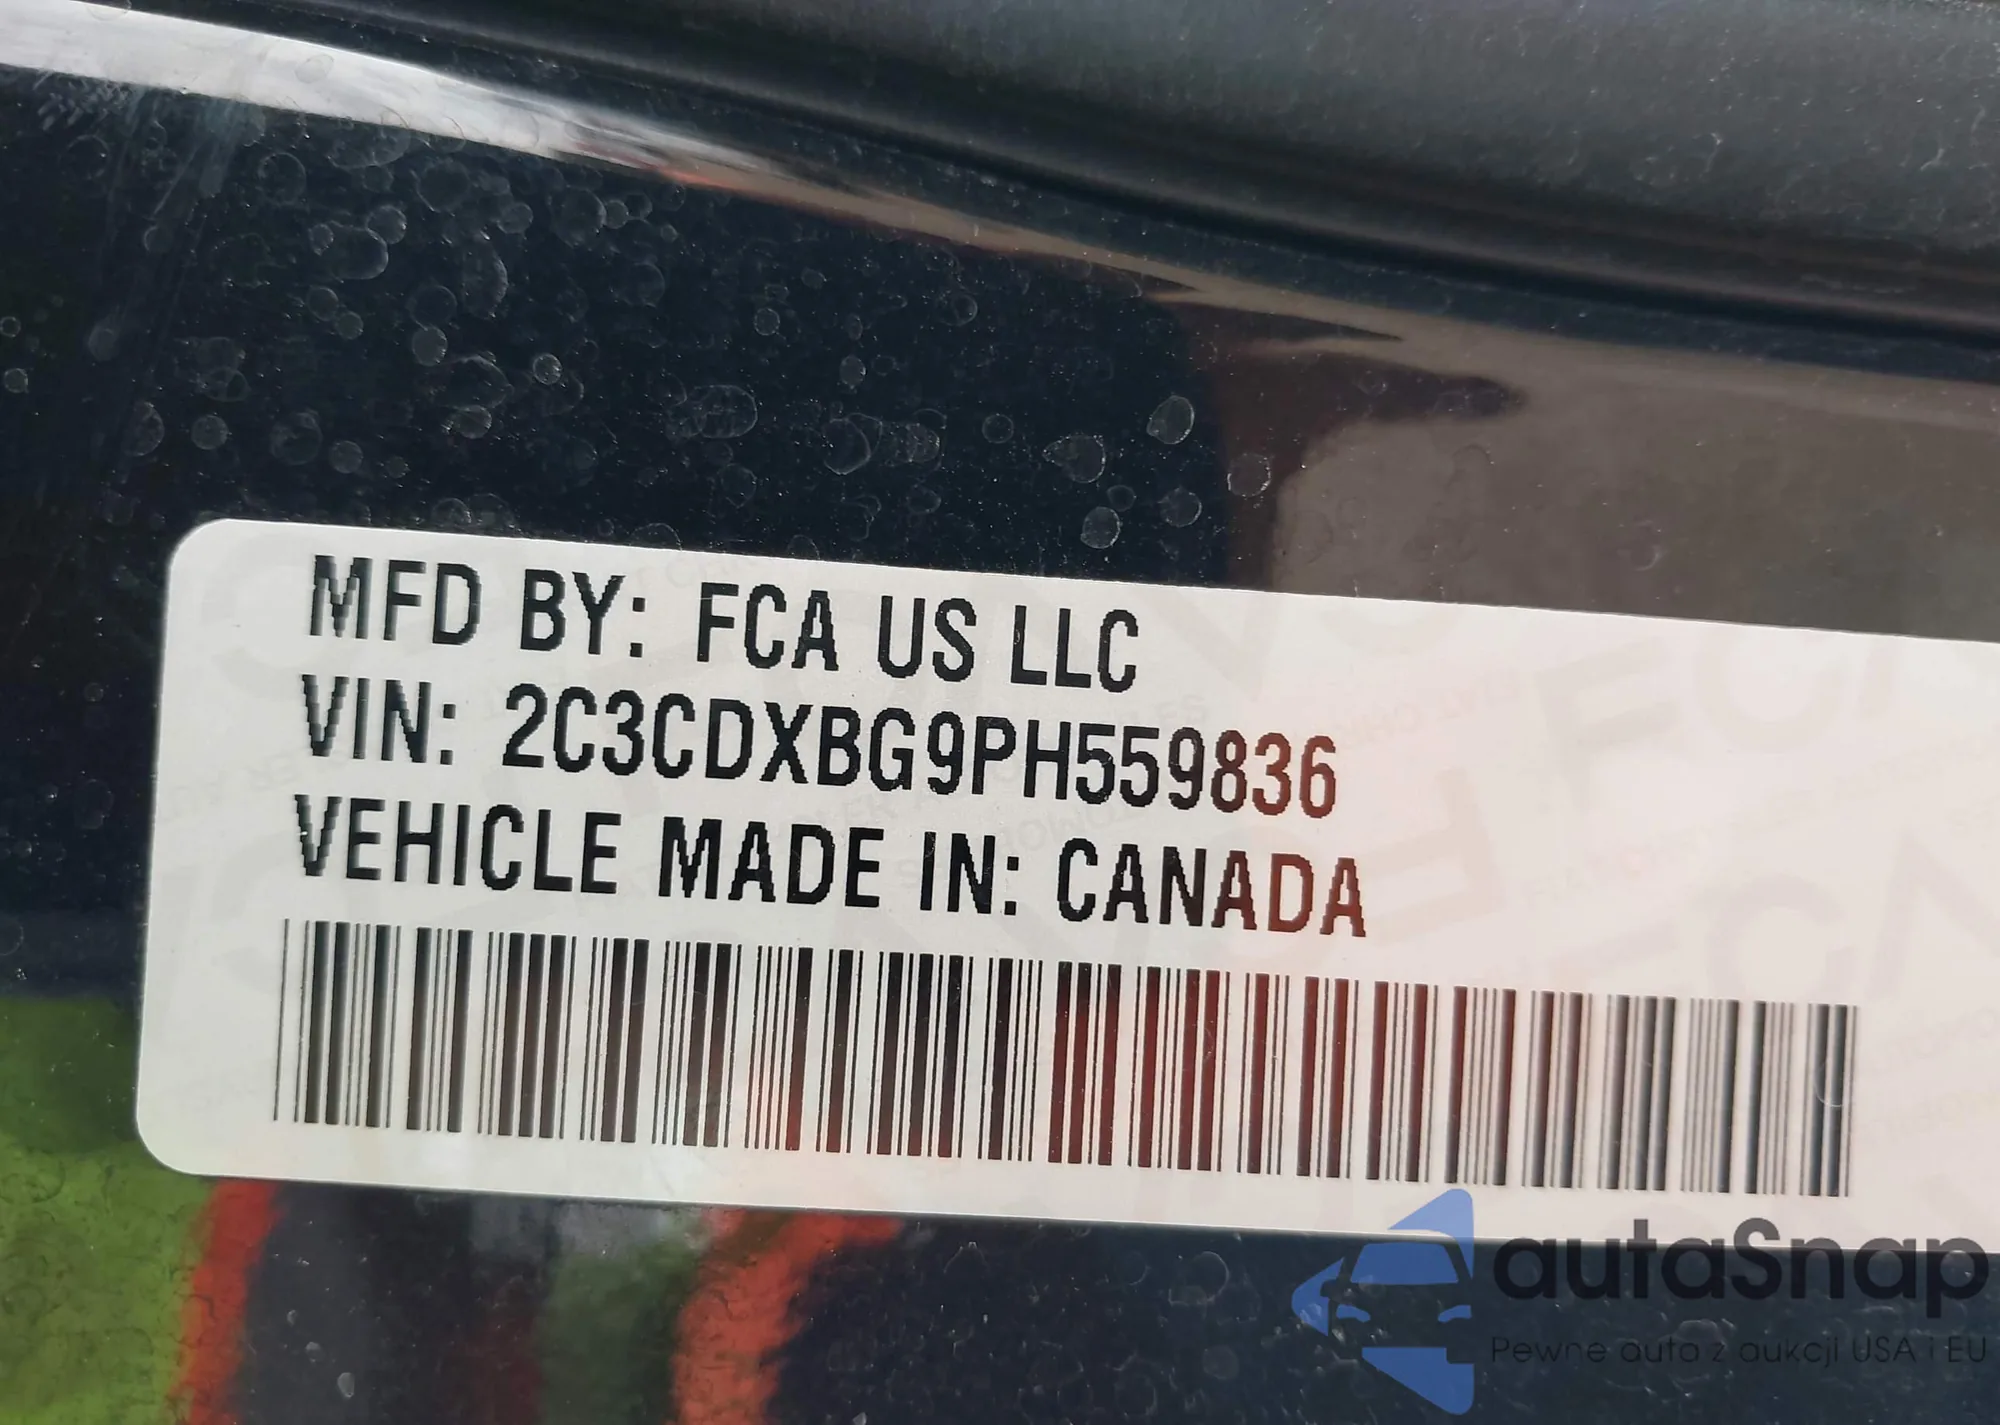 MFD BY: FCA US LLC
VIN: 2C3CDXBG9PH559836
VEHICLE MADE IN: CANADA
autaSnap
Pewne auta z aukcji USA i EU